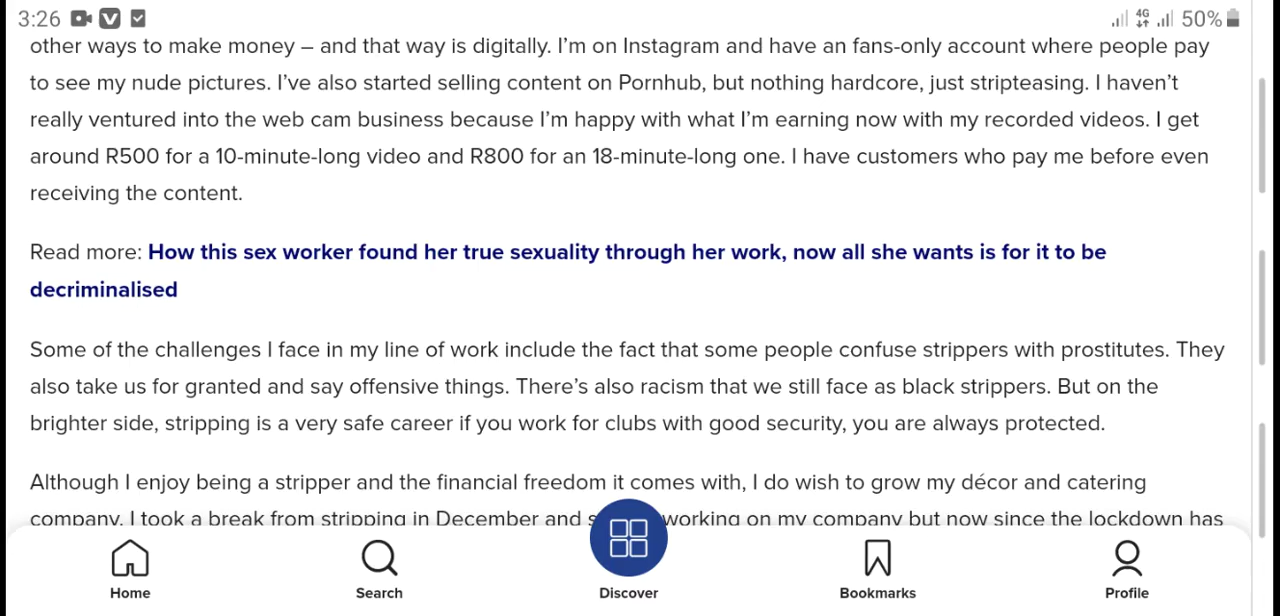 3:26
4G
50%
other ways to make money – and that way is digitally. I'm on Instagram and have an fans-only account where people pay
to see my nude pictures. I've also started selling content on Pornhub, but nothing hardcore, just stripteasing. I haven't
really ventured into the web cam business because I'm happy with what I'm earning now with my recorded videos. I get
around R500 for a 10-minute-long video and R800 for an 18-minute-long one. I have customers who pay me before even
receiving the content.
Read more: How this sex worker found her true sexuality through her work, now all she wants is for it to be
decriminalised
Some of the challenges I face in my line of work include the fact that some people confuse strippers with prostitutes. They
also take us for granted and say offensive things. There's also racism that we still face as black strippers. But on the
brighter side, stripping is a very safe career if you work for clubs with good security, you are always protected.
Although I enjoy being a stripper and the financial freedom it comes with, I do wish to grow my décor and catering
company. I took a break from stripping in December and working on my company but now since the lockdown has
Home
Search
Discover
Bookmarks
Profile